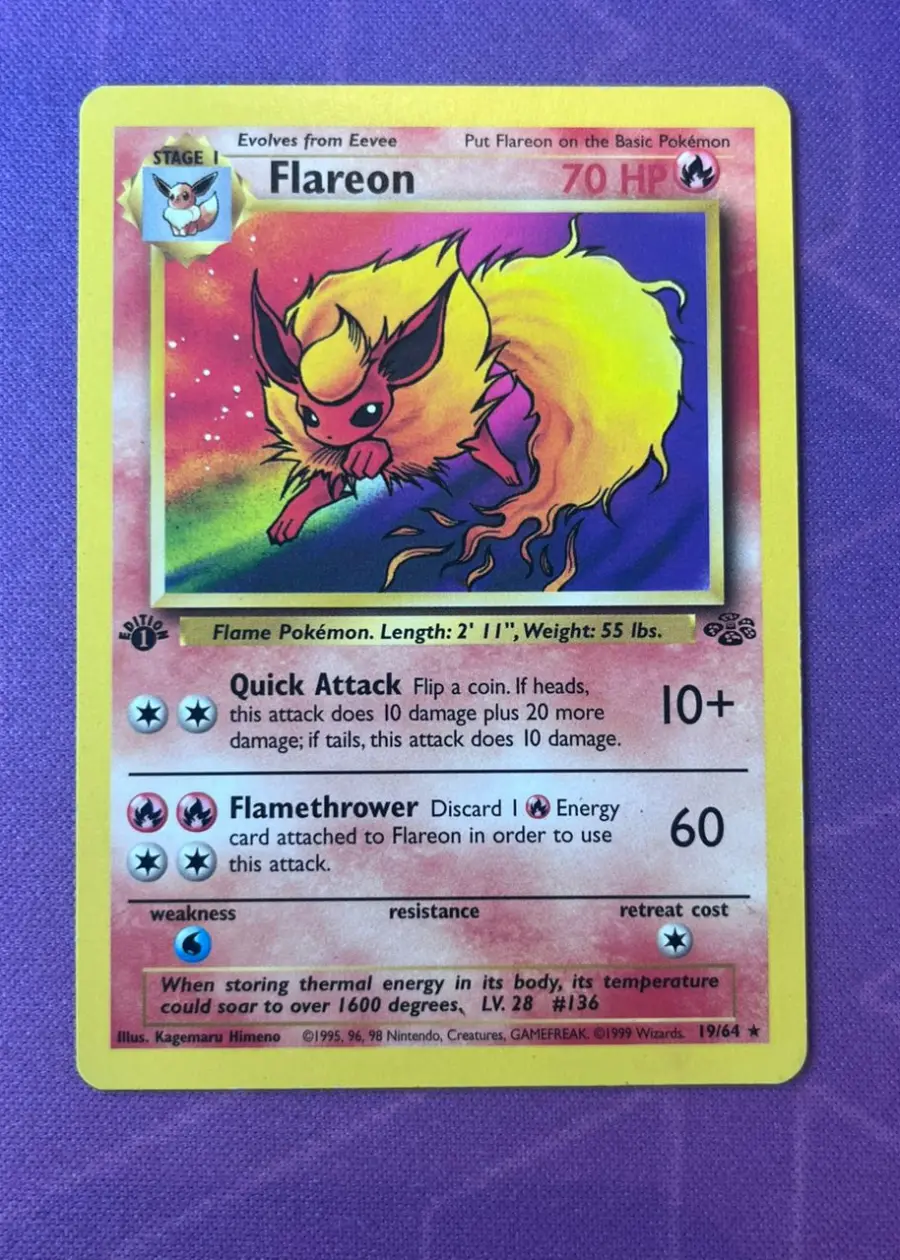 Evolves from Eevee Put Flareon on the Basic Pokémon
STAGE 1
Flareon 70 HP
EDITION 1
Flame Pokémon. Length: 2' 11", Weight: 55 lbs.
Quick Attack Flip a coin. If heads,
this attack does 10 damage plus 20 more
damage; if tails, this attack does 10 damage.
10+
Flamethrower Discard 1 Energy
card attached to Flareon in order to use
this attack.
60
weakness resistance retreat cost
When storing thermal energy in its body, its temperature
could soar to over 1600 degrees. LV. 28 #136
Illus. Kagemaru Himeno ©1995, 96, 98 Nintendo, Creatures, GAMEFREAK. ©1999 Wizards. 19/64 ★